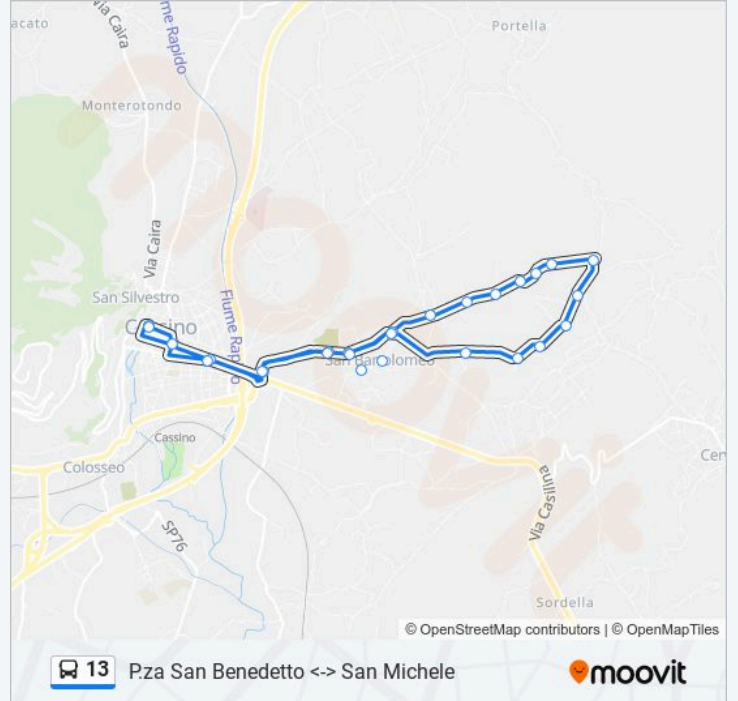 acato
Via Caira
me Rapido
Portella
Monterotondo
Via Caira
San Silvestro
Cassino
Fiume Rapido
San Bartolomeo
Cassino
Colosseo
Cen
Via Casilina
SP76
Sordella
© OpenStreetMap contributors | © OpenMapTiles
13 P.za San Benedetto <-> San Michele
moovit